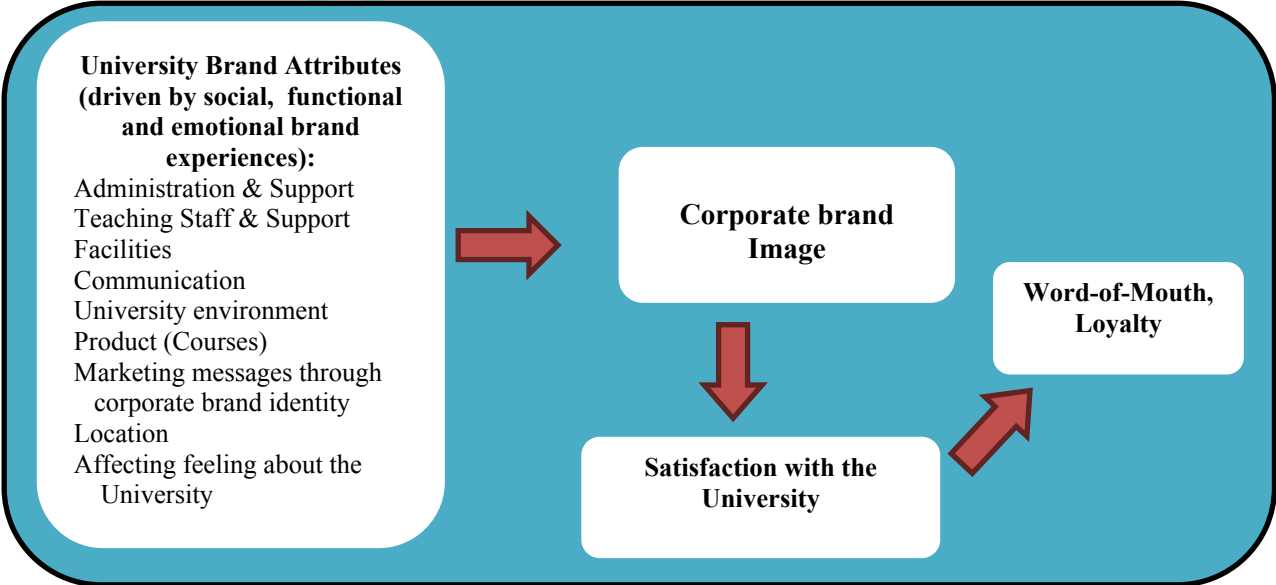 University Brand Attributes
(driven by social, functional
and emotional brand
experiences):
Administration & Support
Teaching Staff & Support
Facilities
Communication
University environment
Product (Courses)
Marketing messages through
corporate brand identity
Location
Affecting feeling about the
University
Corporate brand
Image
Satisfaction with the
University
Word-of-Mouth,
Loyalty